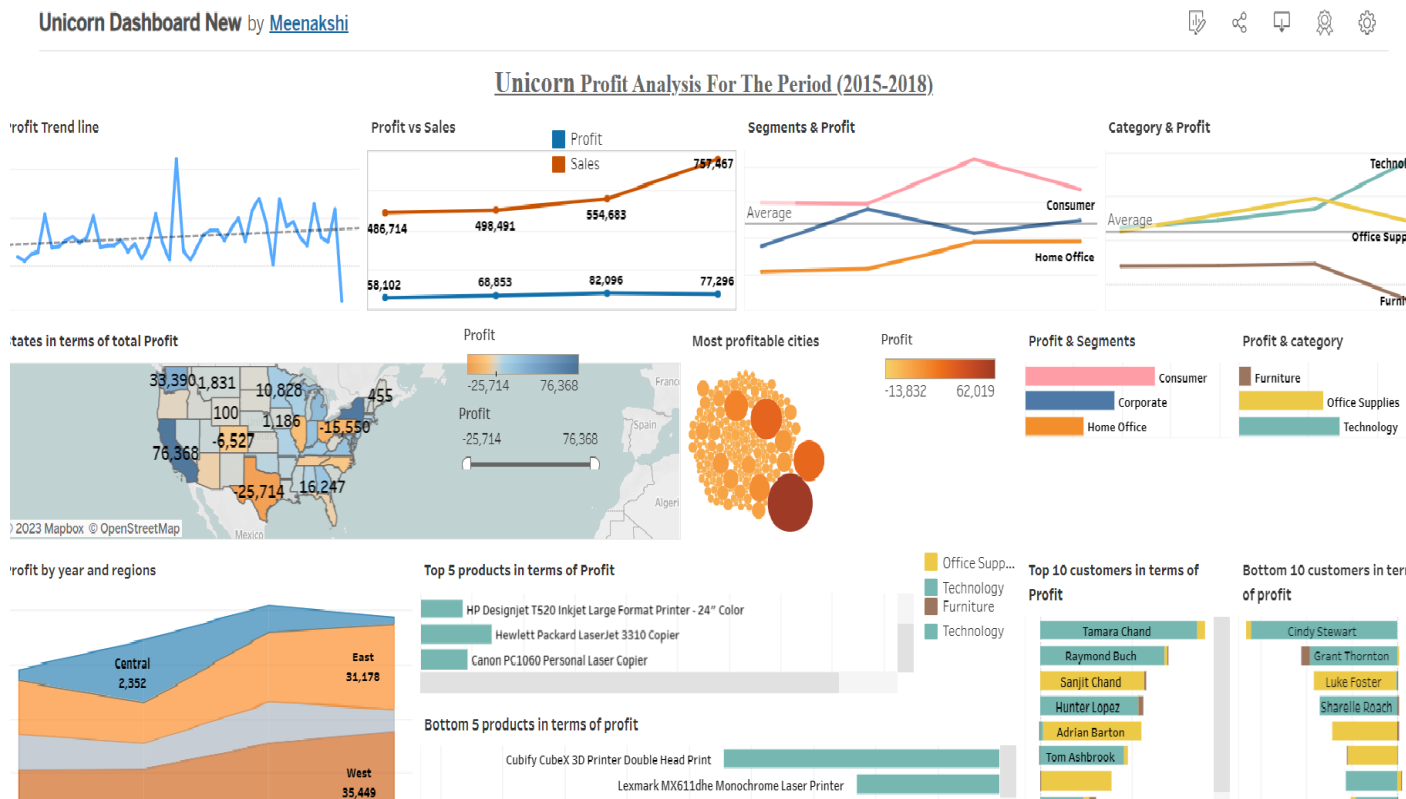 Unicorn Dashboard New by Meenakshi
Unicorn Profit Analysis For The Period (2015-2018)
rofit Trend line
Profit vs Sales
Profit
Sales
757,467
486,714
498,491
554,683
58,102
68,853
82,096
77,296
Segments & Profit
Average
Consumer
Home Office
Category & Profit
Technol
Average
Office Supp
Furni
tates in terms of total Profit
33,390
1,831
10,828
455
100
1,186
-15,550
-6,527
76,368
-25,714
16,247
Mexico
France
Spain
Algeri
© 2023 Mapbox © OpenStreetMap
Profit
-25,714 76,368
Profit
-25,714 76,368
Most profitable cities
Profit
-13,832 62,019
Profit & Segments
Consumer
Corporate
Home Office
Profit & category
Furniture
Office Supplies
Technology
rofit by year and regions
Central
2,352
East
31,178
West
35,449
Top 5 products in terms of Profit
HP Designjet T520 Inkjet Large Format Printer - 24" Color
Hewlett Packard LaserJet 3310 Copier
Canon PC1060 Personal Laser Copier
Bottom 5 products in terms of profit
Cubify CubeX 3D Printer Double Head Print
Lexmark MX611dhe Monochrome Laser Printer
Office Supp...
Technology
Furniture
Technology
Top 10 customers in terms of
Profit
Tamara Chand
Raymond Buch
Sanjit Chand
Hunter Lopez
Adrian Barton
Tom Ashbrook
Bottom 10 customers in ter
of profit
Cindy Stewart
Grant Thornton
Luke Foster
Sharelle Roach